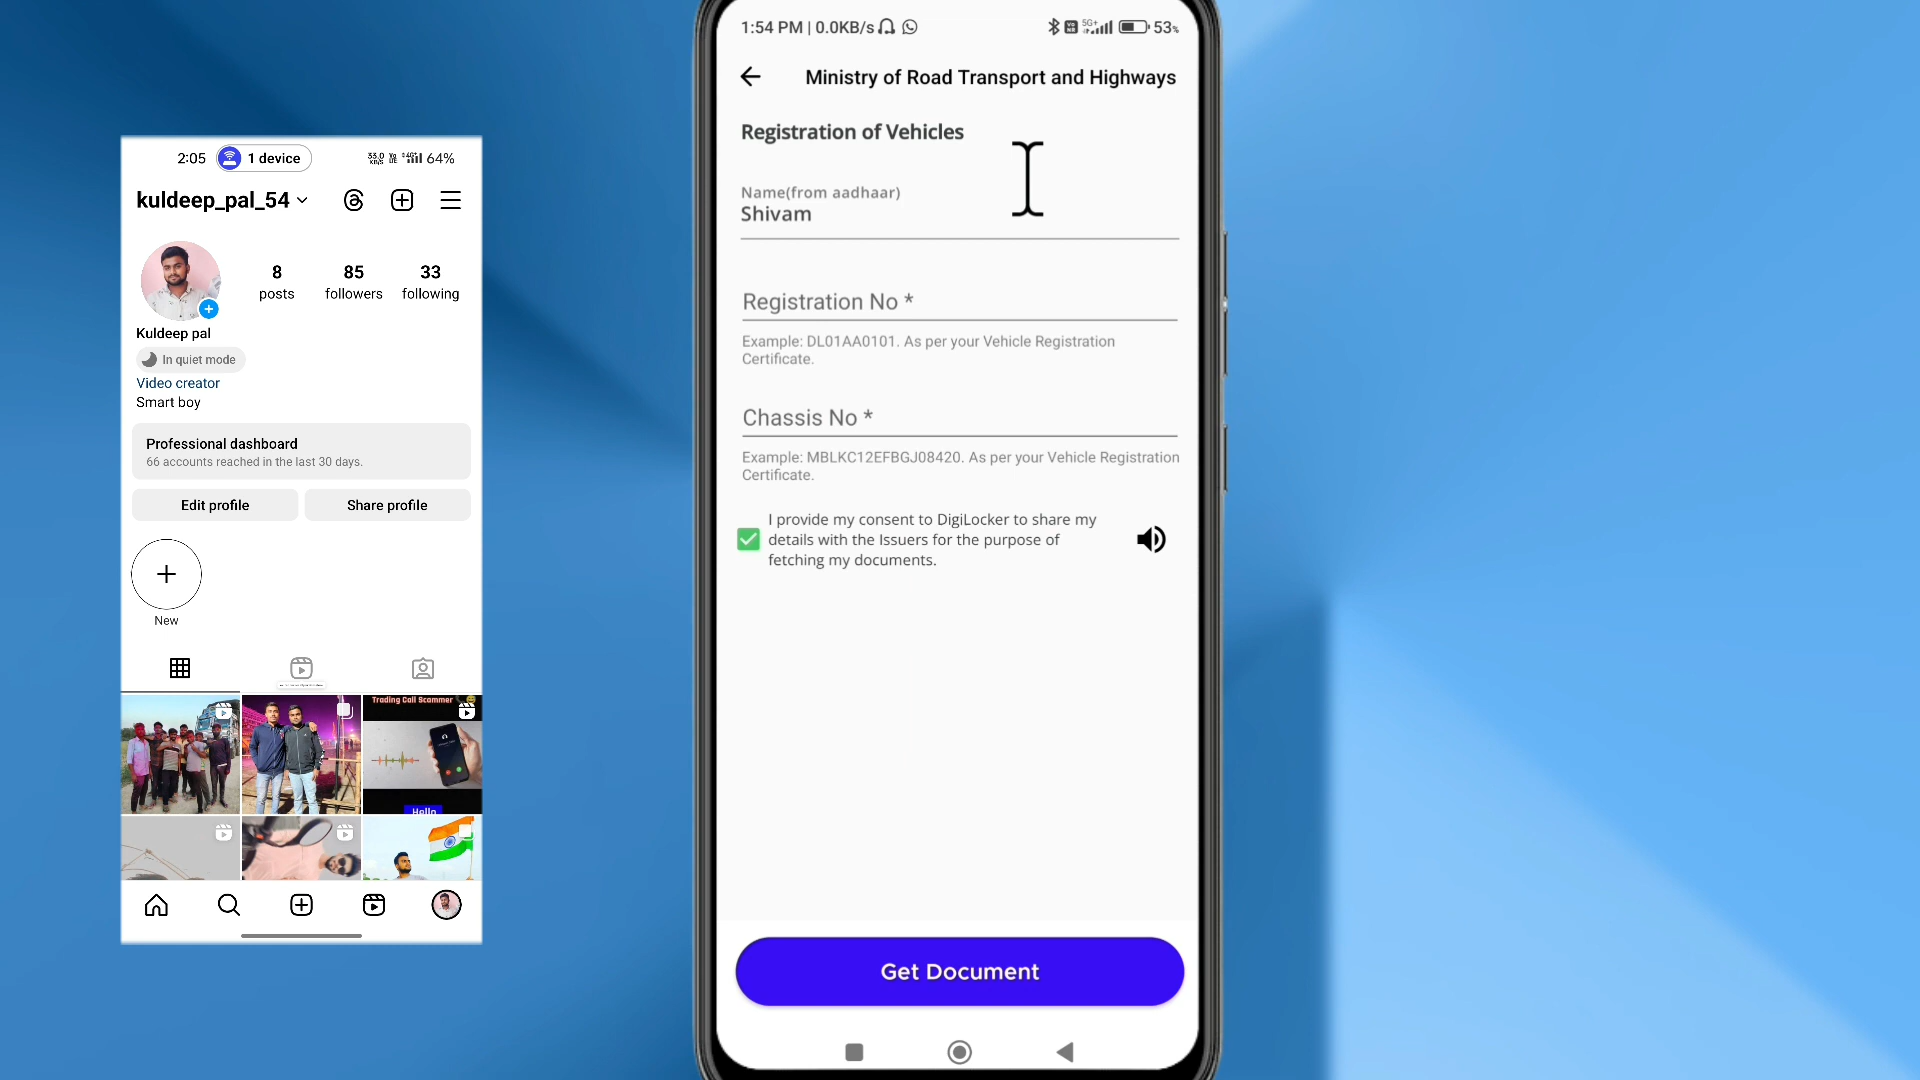 2:05
1 device
64%
kuldeep_pal_54
8
posts
85
followers
33
following
Kuldeep pal
In quiet mode
Video creator
Smart boy
Professional dashboard
66 accounts reached in the last 30 days.
Edit profile
Share profile
New
Trading Call Scammer
Hello
1:54 PM | 0.0KB/s
5G+
53%
Ministry of Road Transport and Highways
Registration of Vehicles
Name(from aadhaar)
Shivam
Registration No *
Example: DL01AA0101. As per your Vehicle Registration
Certificate.
Chassis No *
Example: MBLKC12EFBGJ08420. As per your Vehicle Registration
Certificate.
I provide my consent to DigiLocker to share my
details with the Issuers for the purpose of
fetching my documents.
Get Document